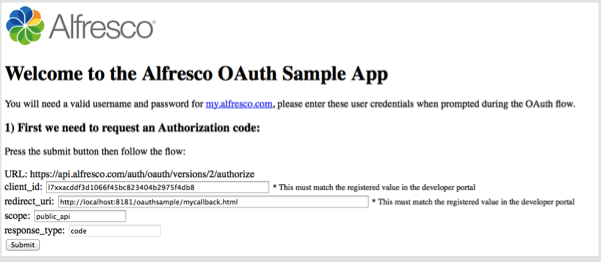 Alfresco
Welcome to the Alfresco OAuth Sample App
You will need a valid username and password for my.alfresco.com, please enter these user credentials when prompted during the OAuth flow.
1) First we need to request an Authorization code:
Press the submit button then follow the flow:
URL: https://api.alfresco.com/auth/oauth/versions/2/authorize
client_id: l7xxacddf3d1066f45bc823404b2975f4db8 * This must match the registered value in the developer portal
redirect_uri: http://localhost:8181/oauthsample/mycallback.html * This must match the registered value in the developer portal
scope: public_api
response_type: code
Submit